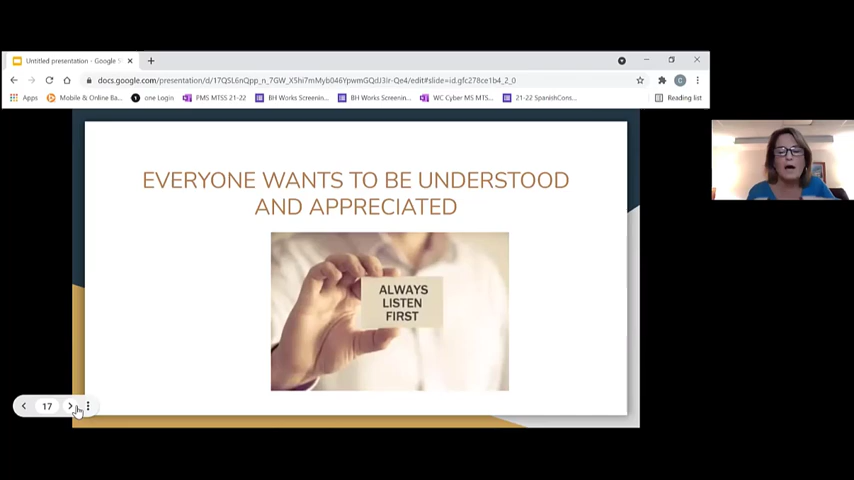 Untitled presentation - Google S
docs.google.com/presentation/d/17QSL6nQpp_n_7GW_X5hi7mMyb046YpwmGQdJ3lr-Qe4/edit#slide=id.gfc278ce1b4_2_0
Apps
Mobile & Online Ba...
one Login
PMS MTSS 21-22
BH Works Screenin...
BH Works Screenin...
WC Cyber MS MTS...
21-22 SpanishCons...
Reading list
EVERYONE WANTS TO BE UNDERSTOOD
AND APPRECIATED
ALWAYS
LISTEN
FIRST
17